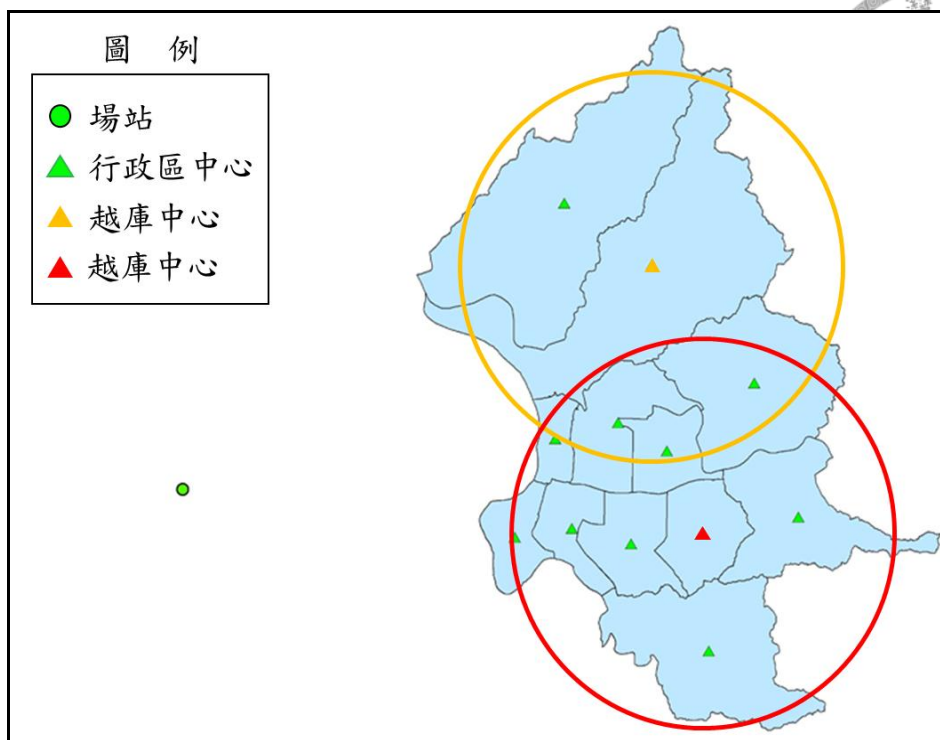 圖 例
場站
行政區中心
越庫中心
越庫中心